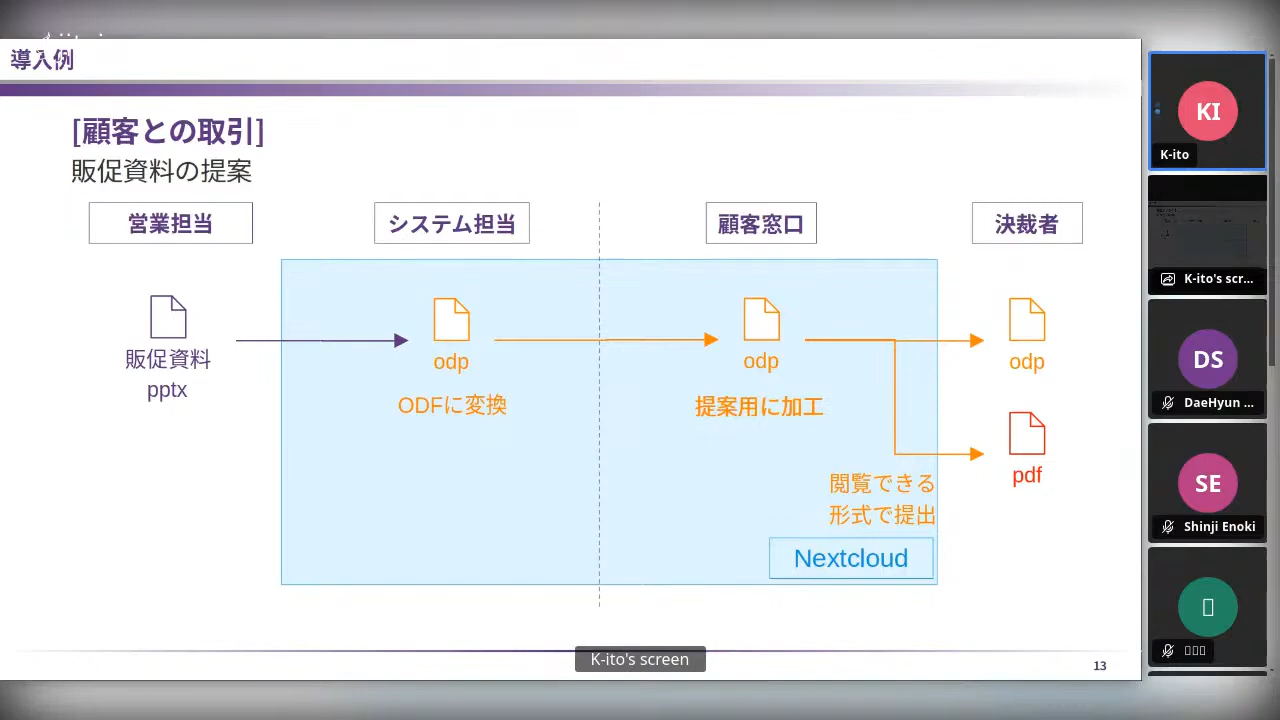 導入例
[顧客との取引]
販促資料の提案
営業担当
システム担当
顧客窓口
決裁者
販促資料
pptx
odp
ODFに変換
odp
提案用に加工
odp
pdf
閲覧できる
形式で提出
Nextcloud
K-ito's screen
13
KI
K-ito
K-ito's scr...
DS
DaeHyun ...
SE
Shinji Enoki